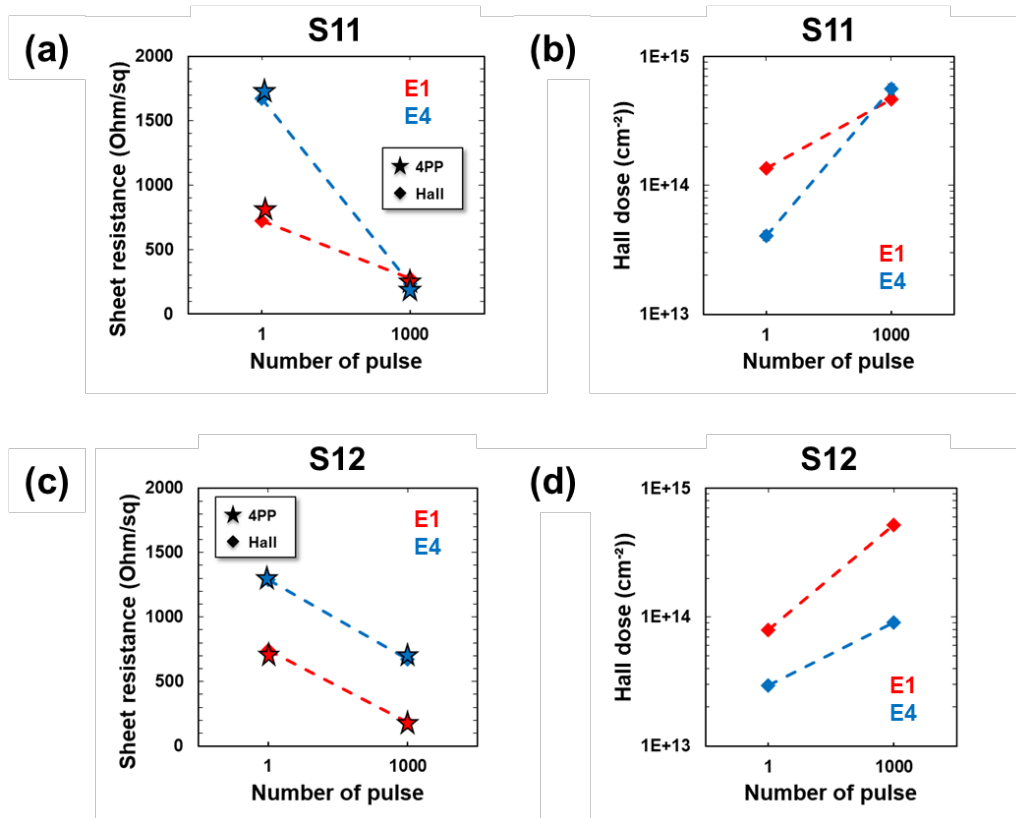 (a)
S11
Sheet resistance (Ohm/sq)
2000
1500
1000
500
0
E1
E4
4PP
Hall
1
1000
Number of pulse
(b)
S11
Hall dose (cm⁻²))
1E+15
1E+14
1E+13
E1
E4
1
1000
Number of pulse
(c)
S12
Sheet resistance (Ohm/sq)
2000
1500
1000
500
0
4PP
Hall
E1
E4
1
1000
Number of pulse
(d)
S12
Hall dose (cm⁻²))
1E+15
1E+14
1E+13
E1
E4
1
1000
Number of pulse